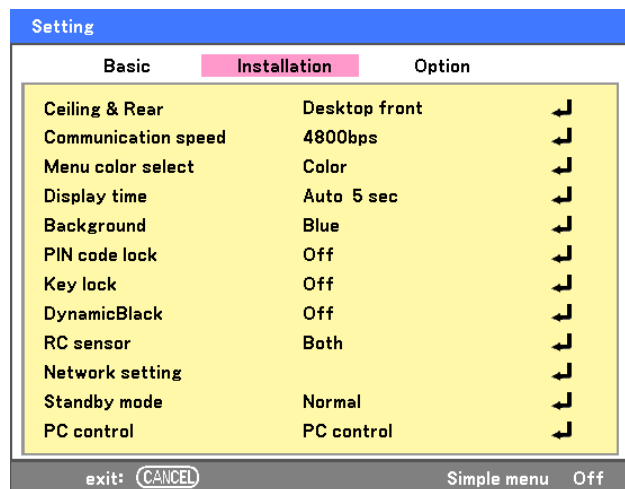 Setting
Basic Installation Option
Ceiling & Rear Desktop front
Communication speed 4800bps
Menu color select Color
Display time Auto 5 sec
Background Blue
PIN code lock Off
Key lock Off
DynamicBlack Off
RC sensor Both
Network setting
Standby mode Normal
PC control PC control
exit: CANCEL Simple menu Off